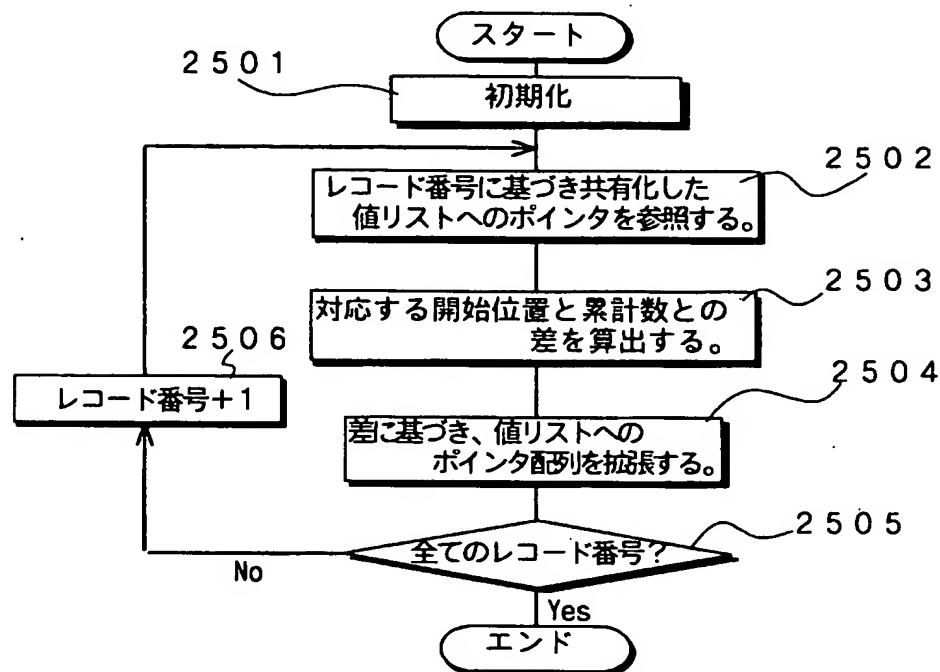 スタート
2501
初期化
2502
レコード番号に基づき共有化した
値リストへのポインタを参照する。
2503
対応する開始位置と累計数との
差を算出する。
2506
レコード番号+1
2504
差に基づき、値リストへの
ポインタ配列を拡張する。
2505
全てのレコード番号?
No
Yes
エンド